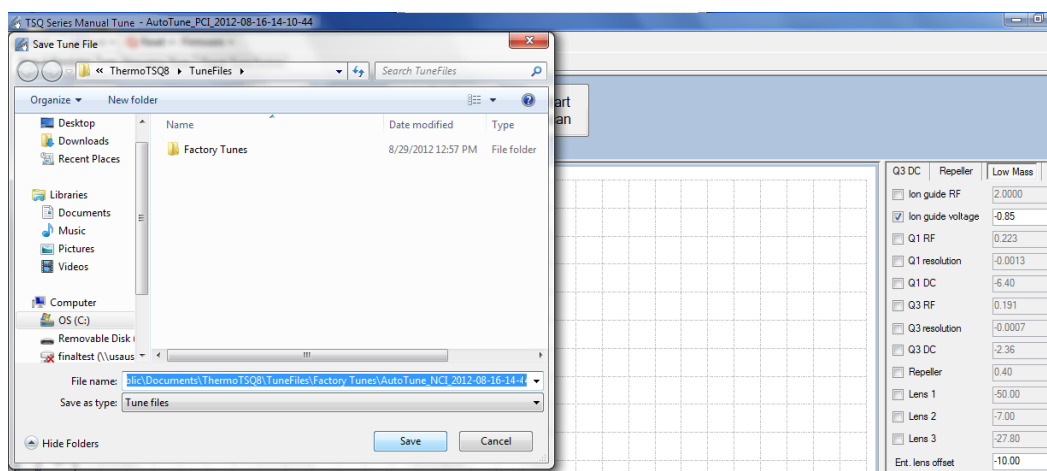 TSQ Series Manual Tune - AutoTune_PCI_2012-08-16-14-10-44
Save Tune File
« ThermoTSQ8 ▸ TuneFiles ▸
Search TuneFiles
Organize
New folder
art
an
Desktop
Downloads
Recent Places
Libraries
Documents
Music
Pictures
Videos
Computer
OS (C:)
Removable Disk
finaltest (\\usaus
Name
Date modified
Type
Factory Tunes
8/29/2012 12:57 PM
File folder
File name: blic\Documents\ThermoTSQ8\TuneFiles\Factory Tunes\AutoTune_NCI_2012-08-16-14-4
Save as type: Tune files
Hide Folders
Save
Cancel
Q3 DC Repeller Low Mass
Ion guide RF 2.0000
Ion guide voltage -0.85
Q1 RF 0.223
Q1 resolution -0.0013
Q1 DC -6.40
Q3 RF 0.191
Q3 resolution -0.0007
Q3 DC -2.36
Repeller 0.40
Lens 1 -50.00
Lens 2 -7.00
Lens 3 -27.80
Ent. lens offset -10.00